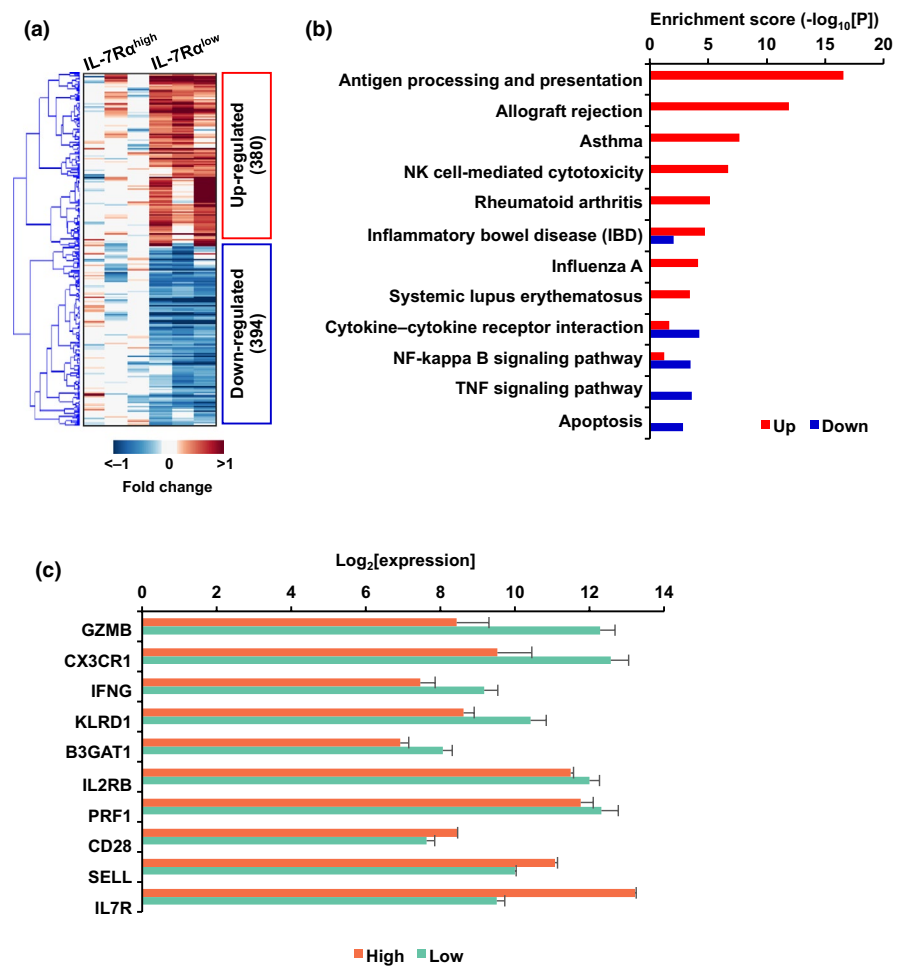 (a)
IL-7Rα^high
IL-7Rα^low
Up-regulated
(380)
Down-regulated
(394)
<–1 0 >1
Fold change
(b)
Enrichment score (-log₁₀[P])
0 5 10 15 20
Antigen processing and presentation
Allograft rejection
Asthma
NK cell-mediated cytotoxicity
Rheumatoid arthritis
Inflammatory bowel disease (IBD)
Influenza A
Systemic lupus erythematosus
Cytokine–cytokine receptor interaction
NF-kappa B signaling pathway
TNF signaling pathway
Apoptosis
Up Down
(c)
Log₂[expression]
0 2 4 6 8 10 12 14
GZMB
CX3CR1
IFNG
KLRD1
B3GAT1
IL2RB
PRF1
CD28
SELL
IL7R
High Low